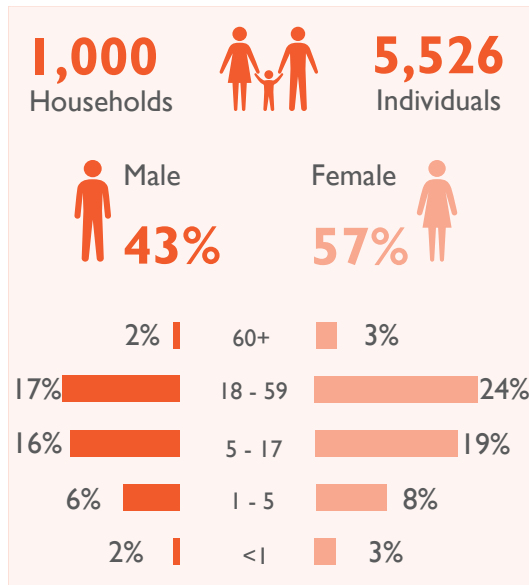 1,000 5,526
Households Individuals
Male Female
43% 57%
2% 60+ 3%
17% 18 - 59 24%
16% 5 - 17 19%
6% 1 - 5 8%
2% <1 3%